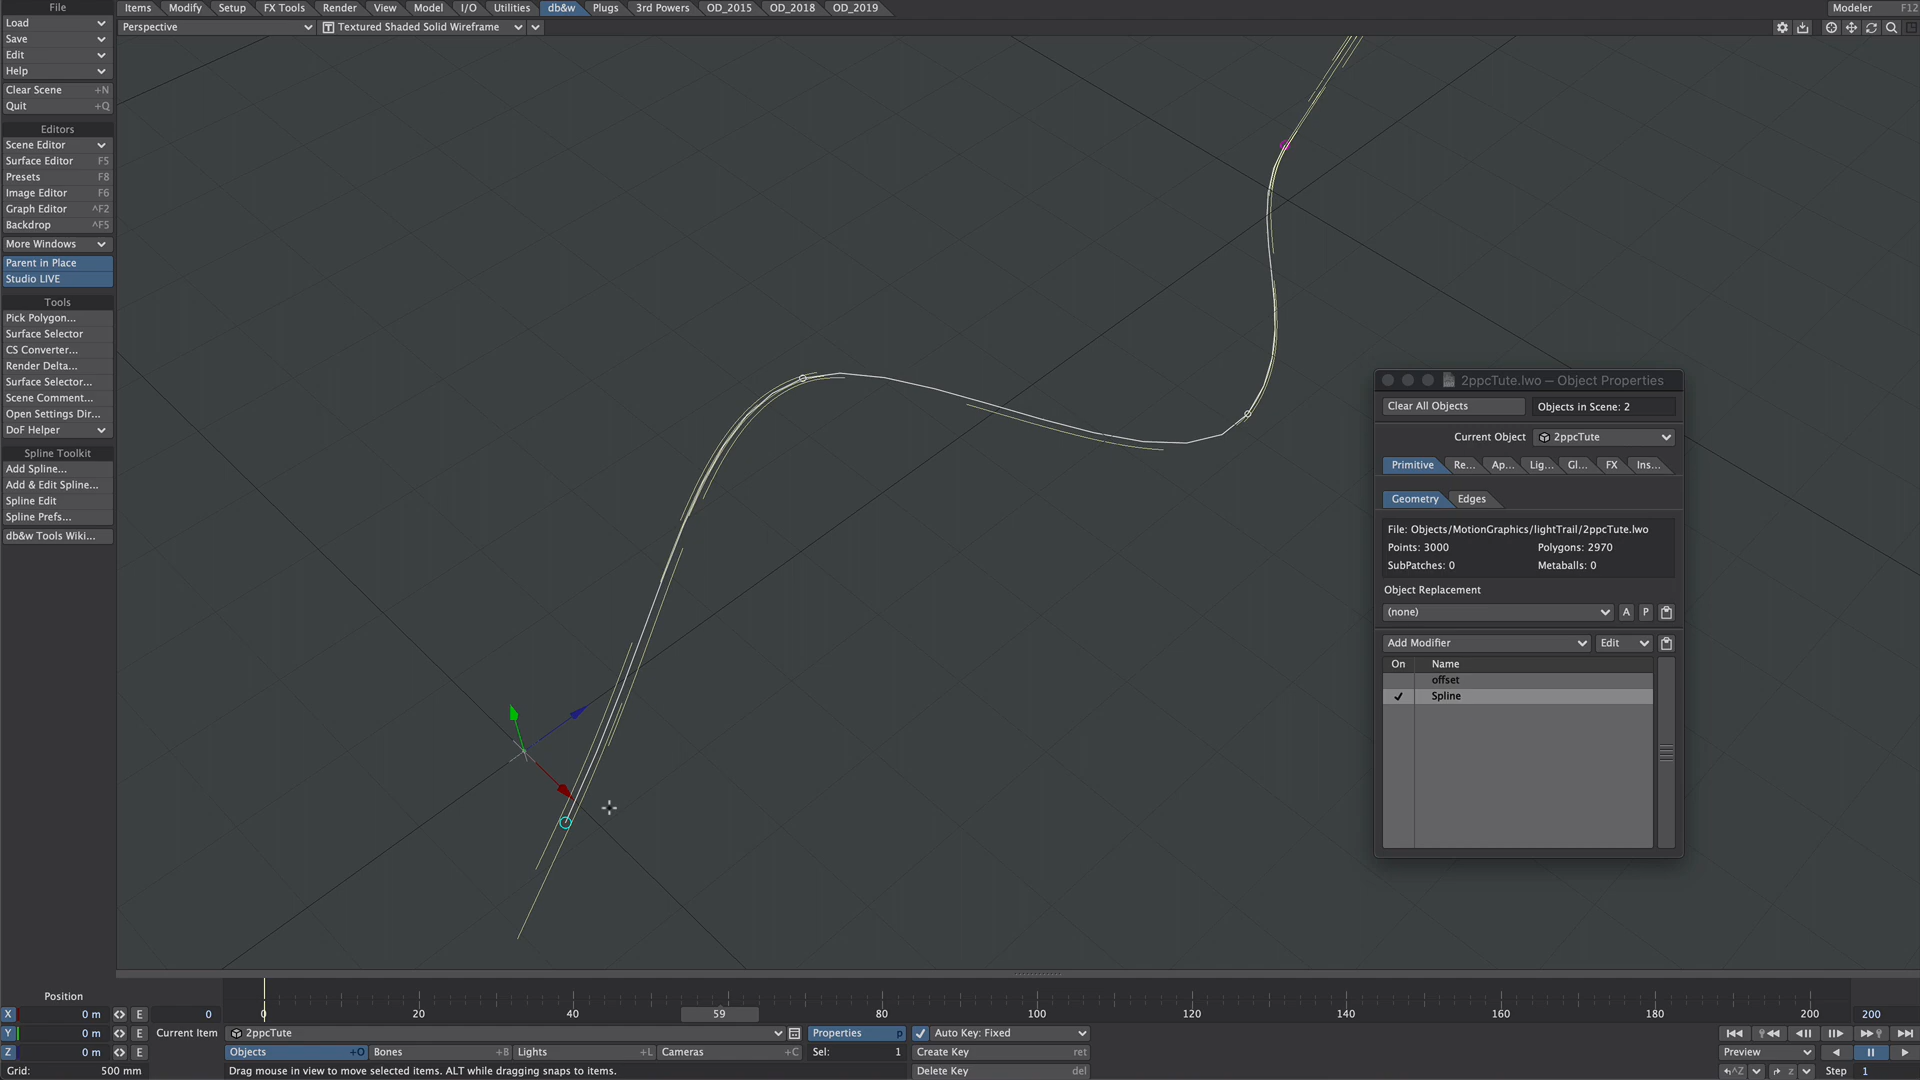 File Items Modify Setup FX Tools Render View Model I/O Utilities db&w Plugs 3rd Powers OD_2015 OD_2018 OD_2019 Modeler F12
Load
Save
Edit
Help
Clear Scene +N
Quit +Q
Editors
Scene Editor
Surface Editor F5
Presets F8
Image Editor F6
Graph Editor ^F2
Backdrop ^F5
More Windows
Parent in Place
Studio LIVE
Tools
Pick Polygon...
Surface Selector
CS Converter...
Render Delta...
Surface Selector...
Scene Comment...
Open Settings Dir...
DoF Helper
Spline Toolkit
Add Spline...
Add & Edit Spline...
Spline Edit
Spline Prefs...
db&w Tools Wiki...
Perspective T Textured Shaded Solid Wireframe
2ppcTute.lwo — Object Properties
Clear All Objects Objects in Scene: 2
Current Object 2ppcTute
Primitive Re... Ap... Lig... Gl... FX Ins...
Geometry Edges
File: Objects/MotionGraphics/lightTrail/2ppcTute.lwo
Points: 3000 Polygons: 2970
SubPatches: 0 Metaballs: 0
Object Replacement
(none) A P
Add Modifier Edit
On Name
offset
✓ Spline
Position
X 0 m E 0 0 20 40 59 80 100 120 140 160 180 200 200
Y 0 m E Current Item 2ppcTute Properties p Auto Key: Fixed
Z 0 m E Objects +O Bones +B Lights +L Cameras +C Sel: 1 Create Key ret Preview
Grid: 500 mm Drag mouse in view to move selected items. ALT while dragging snaps to items. Delete Key del ^Z z Step 1